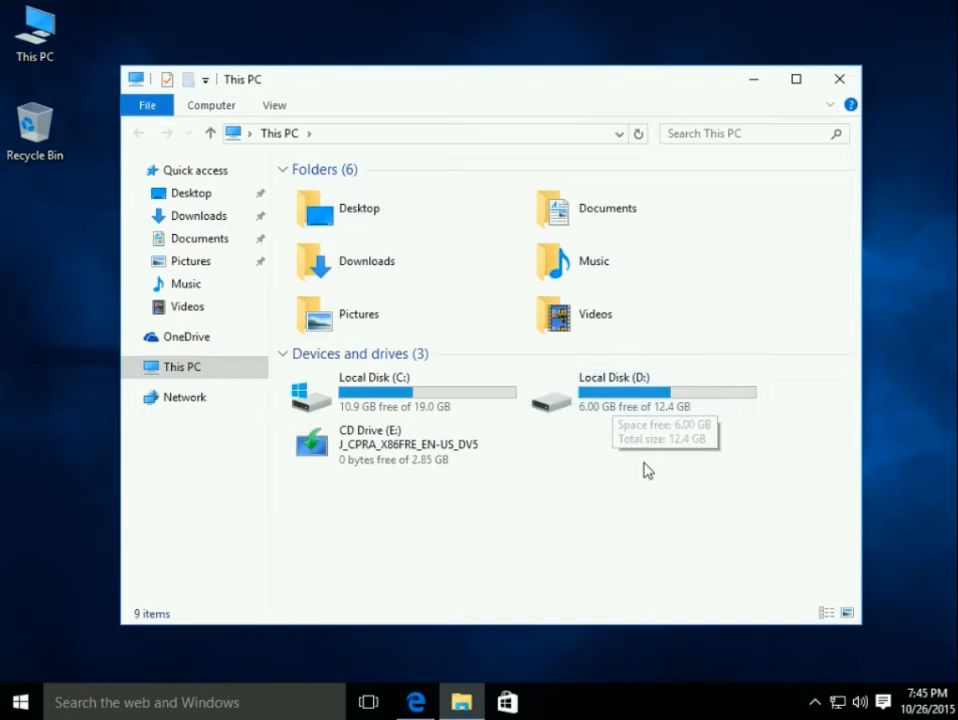 This PC
Recycle Bin
This PC
File Computer View
This PC
Search This PC
Quick access
Desktop
Downloads
Documents
Pictures
Music
Videos
OneDrive
This PC
Network
Folders (6)
Desktop
Documents
Downloads
Music
Pictures
Videos
Devices and drives (3)
Local Disk (C:)
10.9 GB free of 19.0 GB
Local Disk (D:)
6.00 GB free of 12.4 GB
Space free: 6.00 GB
Total size: 12.4 GB
CD Drive (E:)
J_CPRA_X86FRE_EN-US_DV5
0 bytes free of 2.85 GB
9 items
Search the web and Windows
7:45 PM
10/26/2015